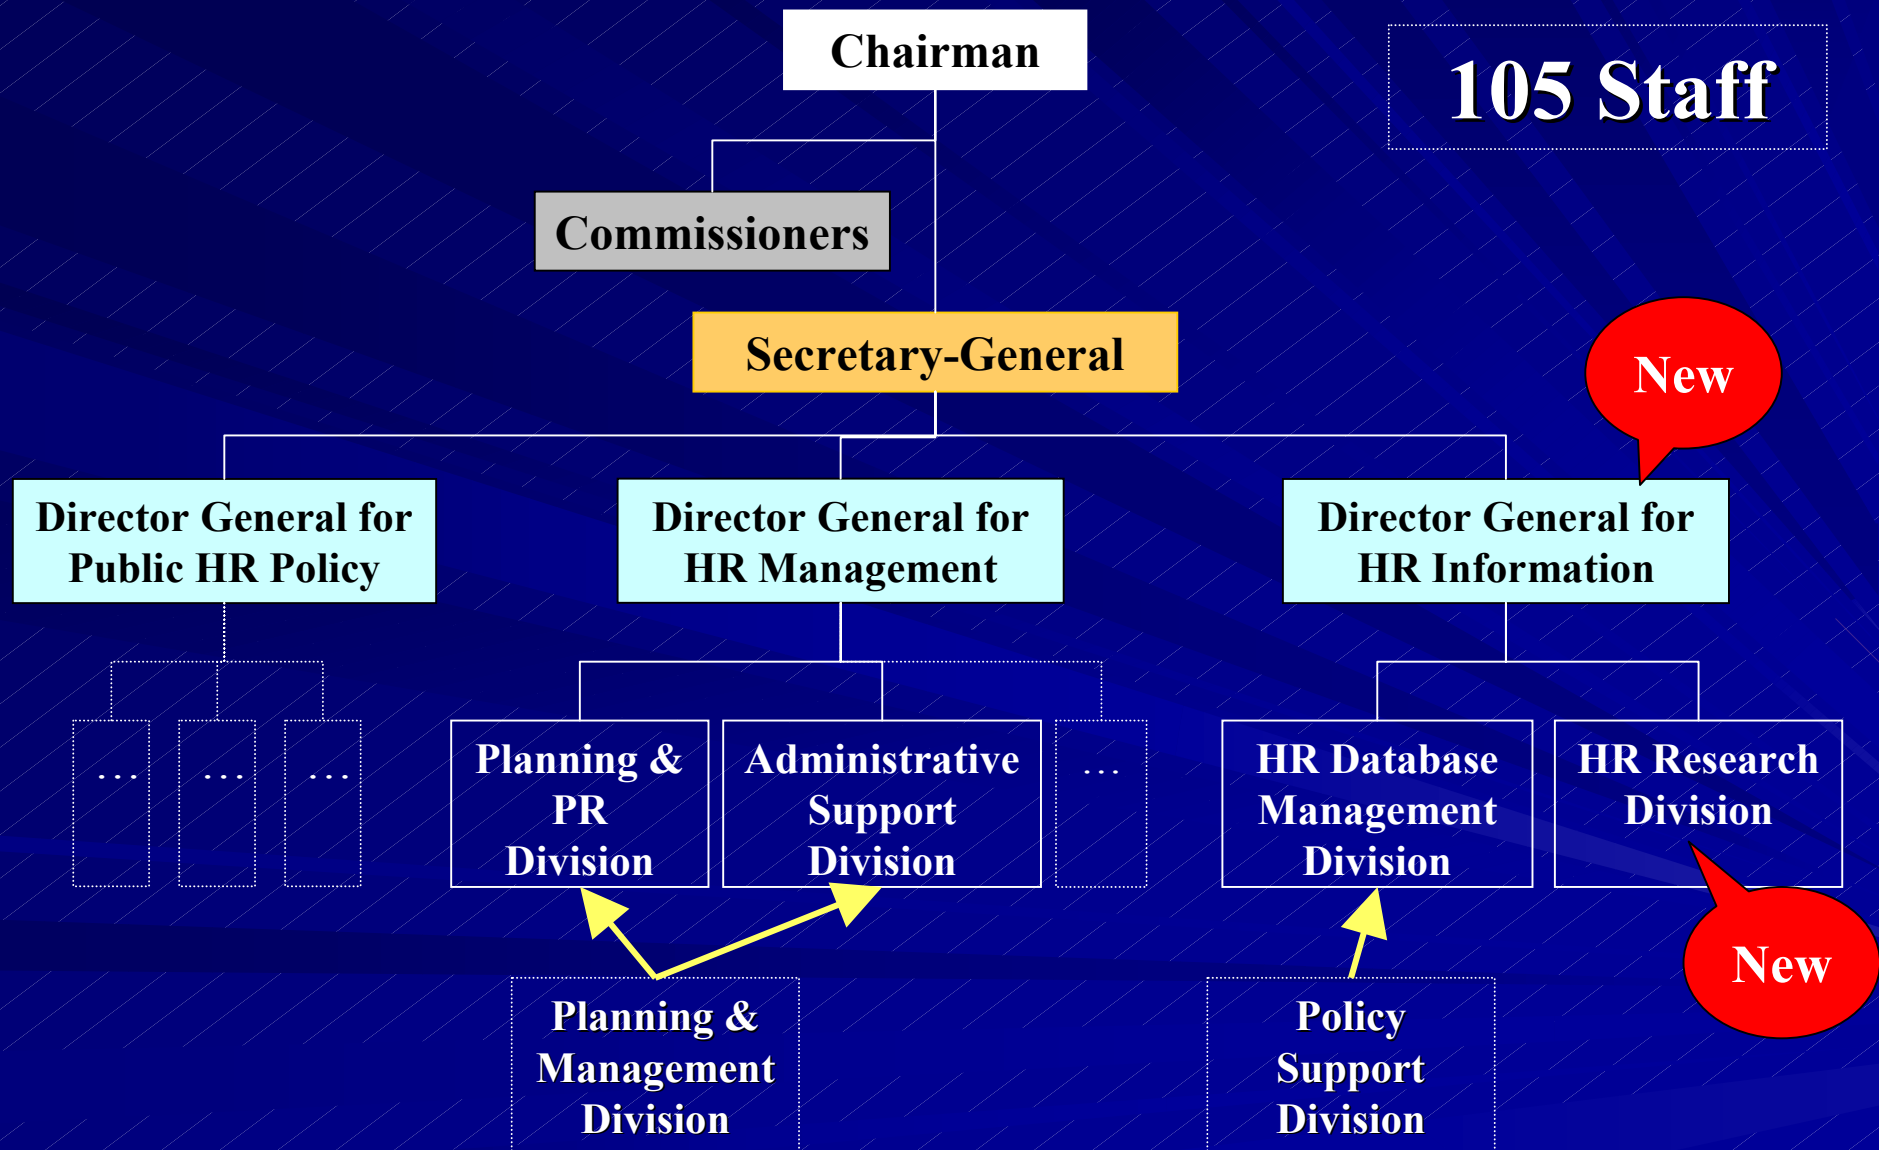 Chairman
105 Staff
Commissioners
Secretary-General
New
Director General for
Public HR Policy
Director General for
HR Management
Director General for
HR Information
…
…
…
Planning &
PR
Division
Administrative
Support
Division
…
HR Database
Management
Division
HR Research
Division
New
Planning &
Management
Division
Policy
Support
Division